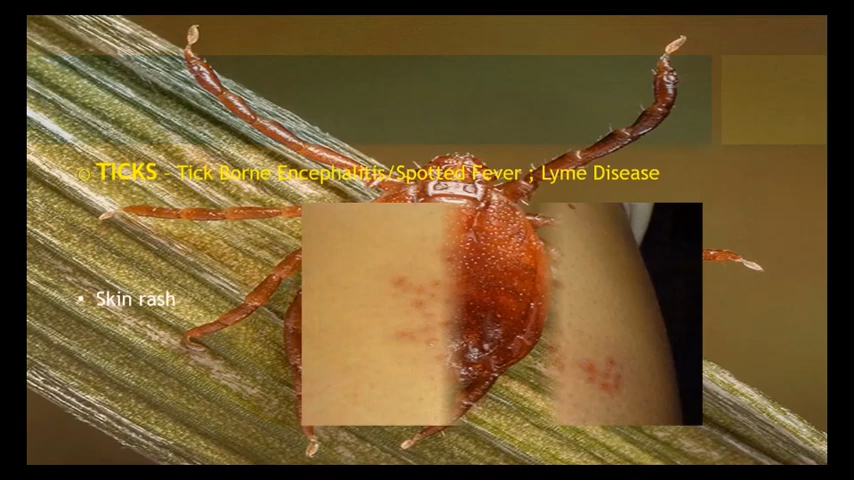 ☺ TICKS - Tick Borne Encephalitis/Spotted Fever ; Lyme Disease
• Skin rash